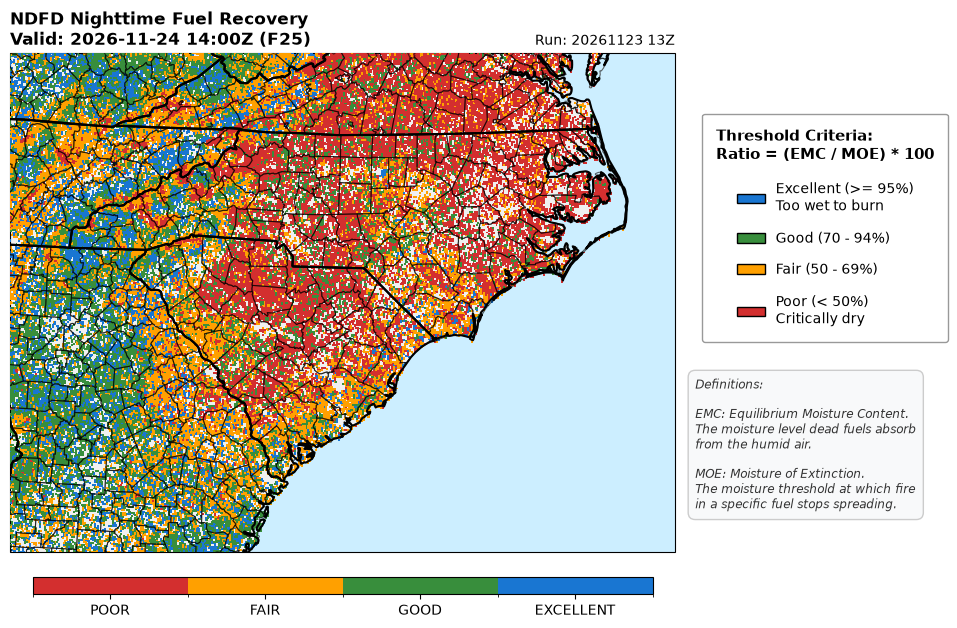 NDFD Nighttime Fuel Recovery
Valid: 2026-11-24 14:00Z (F25)
Run: 20261123 13Z
Threshold Criteria:
Ratio = (EMC / MOE) * 100
Excellent (>= 95%)
Too wet to burn
Good (70 - 94%)
Fair (50 - 69%)
Poor (< 50%)
Critically dry
Definitions:
EMC: Equilibrium Moisture Content.
The moisture level dead fuels absorb
from the humid air.
MOE: Moisture of Extinction.
The moisture threshold at which fire
in a specific fuel stops spreading.
POOR
FAIR
GOOD
EXCELLENT